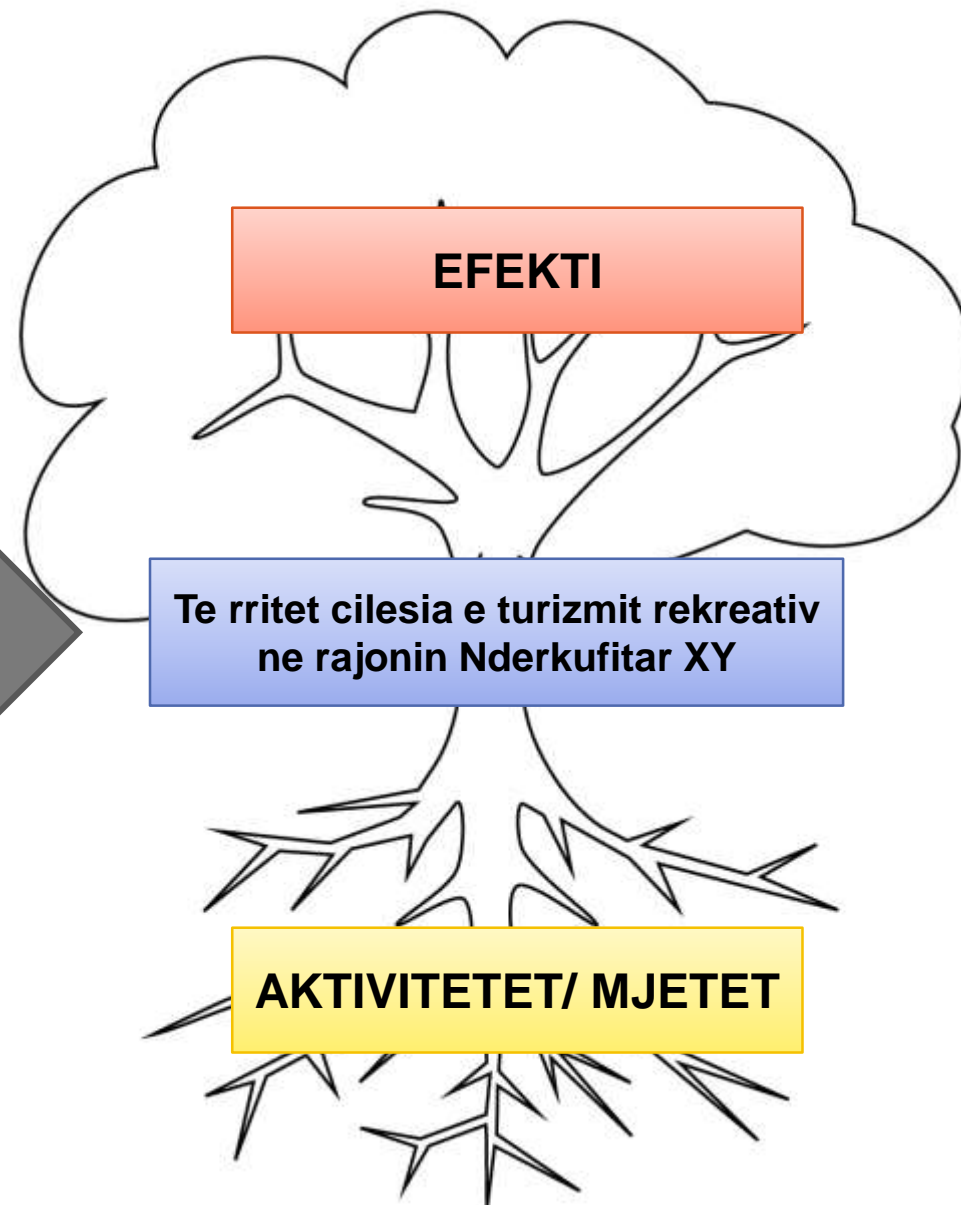 EFEKTI
Te rritet cilesia e turizmit rekreativ
ne rajonin Nderkufitar XY
AKTIVITETET/ MJETET